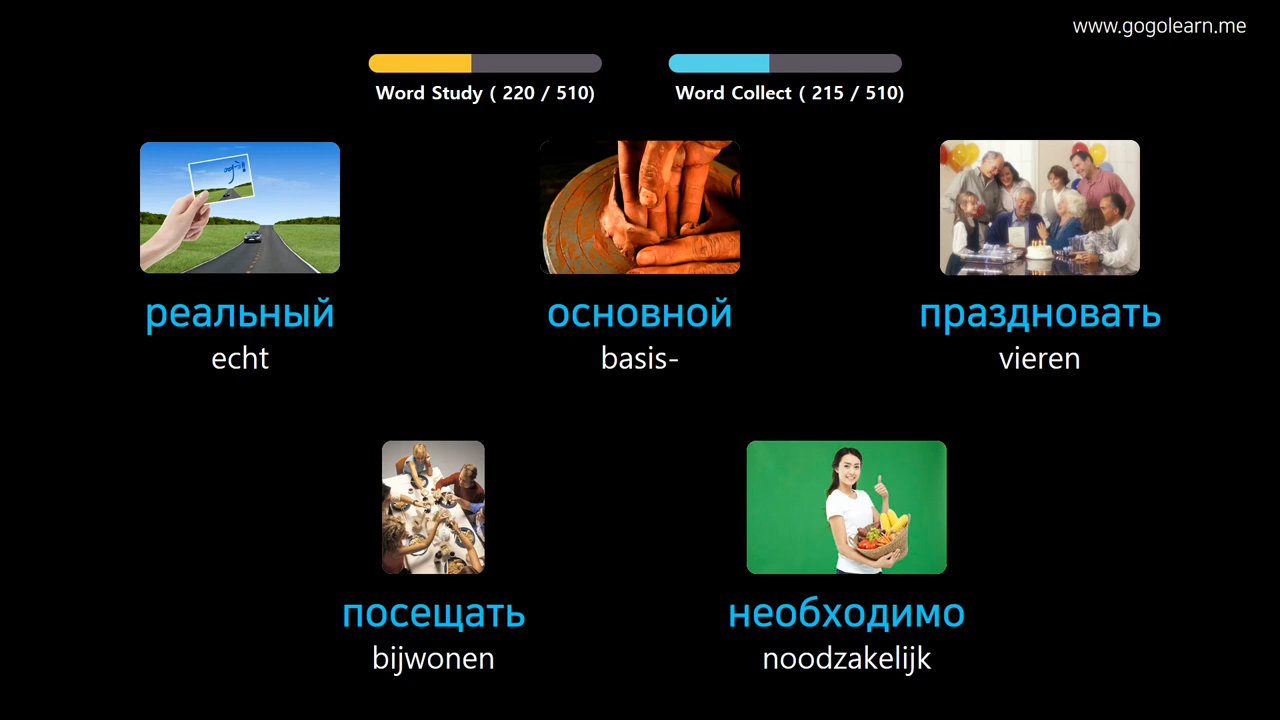 www.gogolearn.me
Word Study ( 220 / 510)
Word Collect ( 215 / 510)
реальный
echt
основной
basis-
праздновать
vieren
посещать
bijwonen
необходимо
noodzakelijk